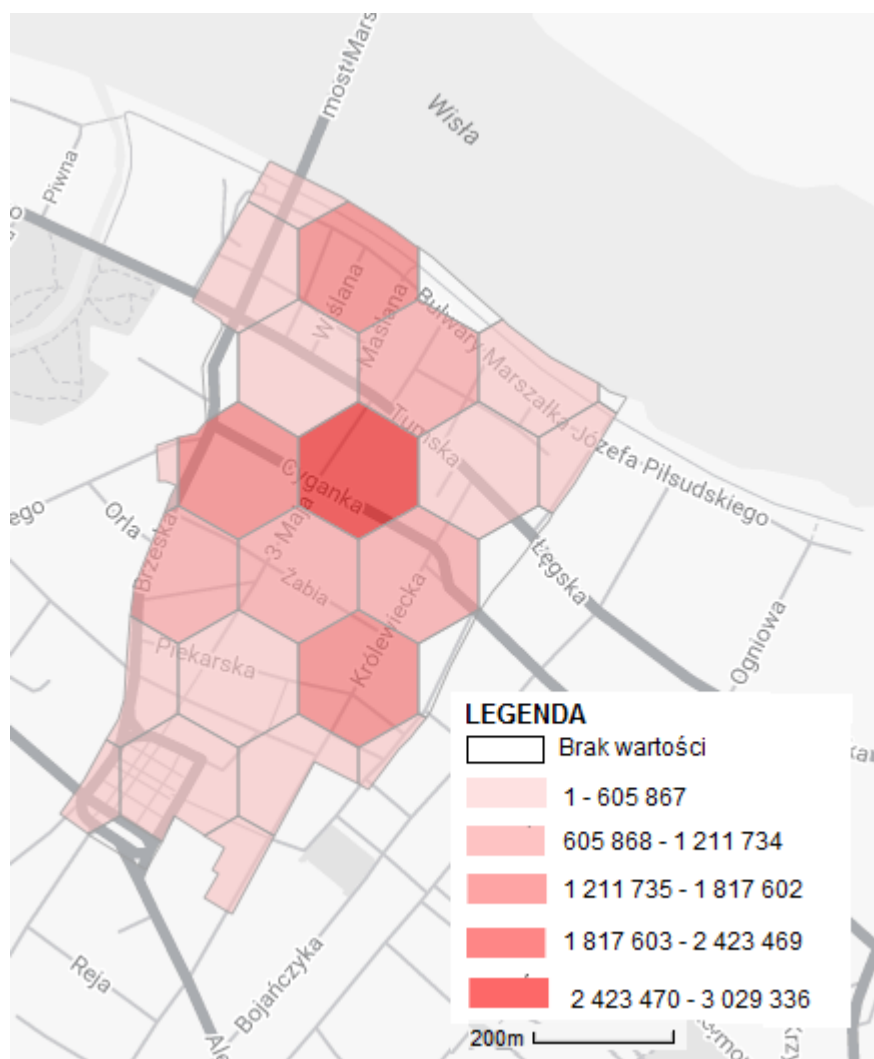 most Mars
Wisła
Piwna
Wiślana
Maślana
Bulwary Marszałka Józefa Piłsudskiego
Tumska
Cyganka
ego
Orla
Brzeska
3 Maja
Żabia
Królewiecka
Łęgska
Ogniowa
Piekarska
Reja
Bojańczyka
LEGENDA
Brak wartości
1 - 605 867
605 868 - 1 211 734
1 211 735 - 1 817 602
1 817 603 - 2 423 469
2 423 470 - 3 029 336
200m